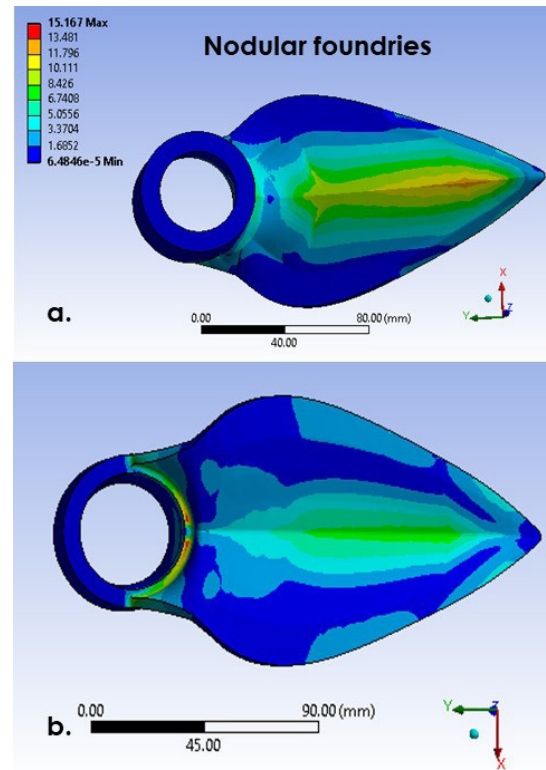 15.167 Max
13.481
11.796
10.111
8.426
6.7408
5.0556
3.3704
1.6852
6.4846e-5 Min
Nodular foundries
a.
0.00 80.00 (mm)
40.00
X
Y Z
b.
0.00 90.00 (mm)
45.00
Y Z
X